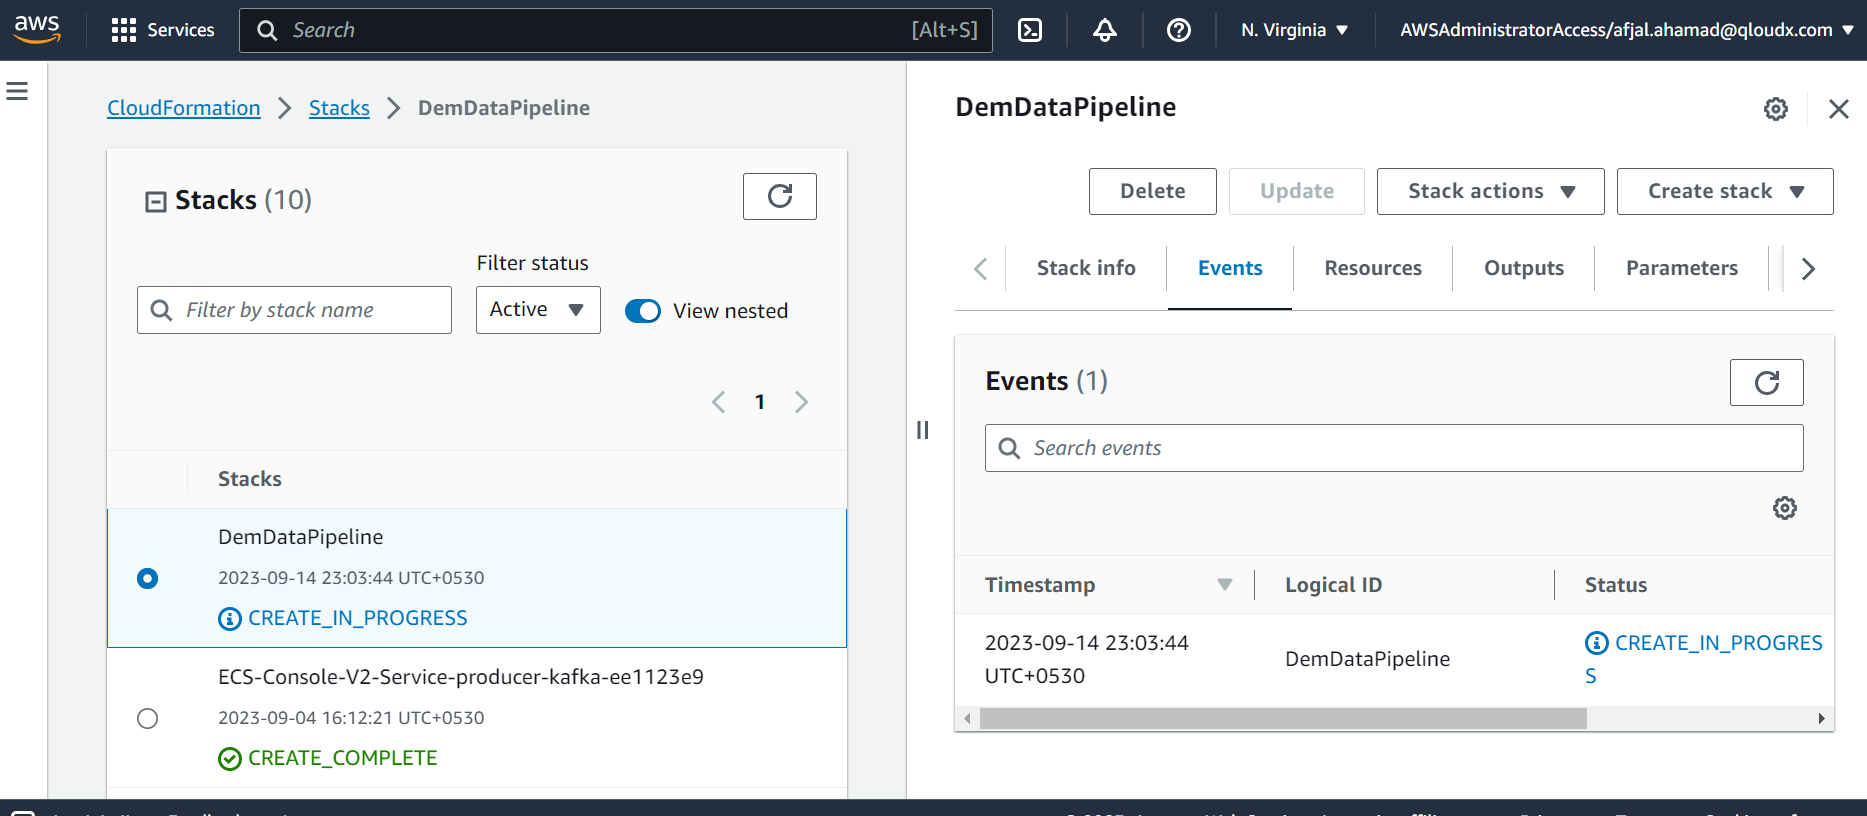 aws
Services
Search
[Alt+S]
N. Virginia
AWSAdministratorAccess/afjal.ahamad@qloudx.com
CloudFormation
Stacks
DemDataPipeline
Stacks (10)
Filter status
Filter by stack name
Active
View nested
1
Stacks
DemDataPipeline
2023-09-14 23:03:44 UTC+0530
CREATE_IN_PROGRESS
ECS-Console-V2-Service-producer-kafka-ee1123e9
2023-09-04 16:12:21 UTC+0530
CREATE_COMPLETE
DemDataPipeline
Delete
Update
Stack actions
Create stack
Stack info
Events
Resources
Outputs
Parameters
Events (1)
Search events
Timestamp
Logical ID
Status
2023-09-14 23:03:44
UTC+0530
DemDataPipeline
CREATE_IN_PROGRES
S